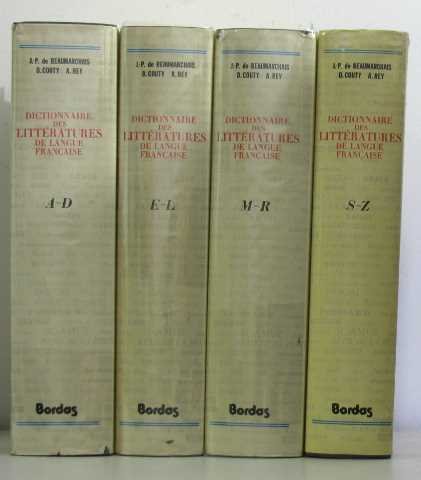 J.-P. de BEAUMARCHAIS
D. COUTY A. REY
DICTIONNAIRE
DES
LITTÉRATURES
DE LANGUE
FRANÇAISE
A-D
Bordas
J.-P. de BEAUMARCHAIS
D. COUTY A. REY
DICTIONNAIRE
DES
LITTÉRATURES
DE LANGUE
FRANÇAISE
E-L
Bordas
J.-P. de BEAUMARCHAIS
D. COUTY A. REY
DICTIONNAIRE
DES
LITTÉRATURES
DE LANGUE
FRANÇAISE
M-R
Bordas
J.-P. de BEAUMARCHAIS
D. COUTY A. REY
DICTIONNAIRE
DES
LITTÉRATURES
DE LANGUE
FRANÇAISE
S-Z
Bordas